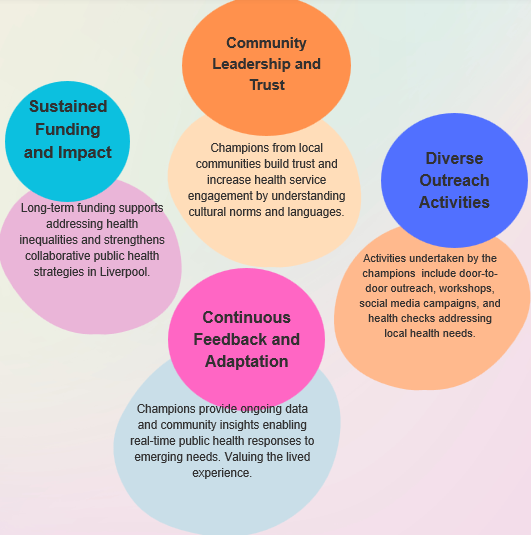 Community
Leadership and
Trust
Champions from local
communities build trust and
increase health service
engagement by understanding
cultural norms and languages.
Sustained
Funding
and Impact
Long-term funding supports
addressing health
inequalities and strengthens
collaborative public health
strategies in Liverpool.
Diverse
Outreach
Activities
Activities undertaken by the
champions include door-to-
door outreach, workshops,
social media campaigns, and
health checks addressing
local health needs.
Continuous
Feedback and
Adaptation
Champions provide ongoing data
and community insights enabling
real-time public health responses to
emerging needs. Valuing the lived
experience.